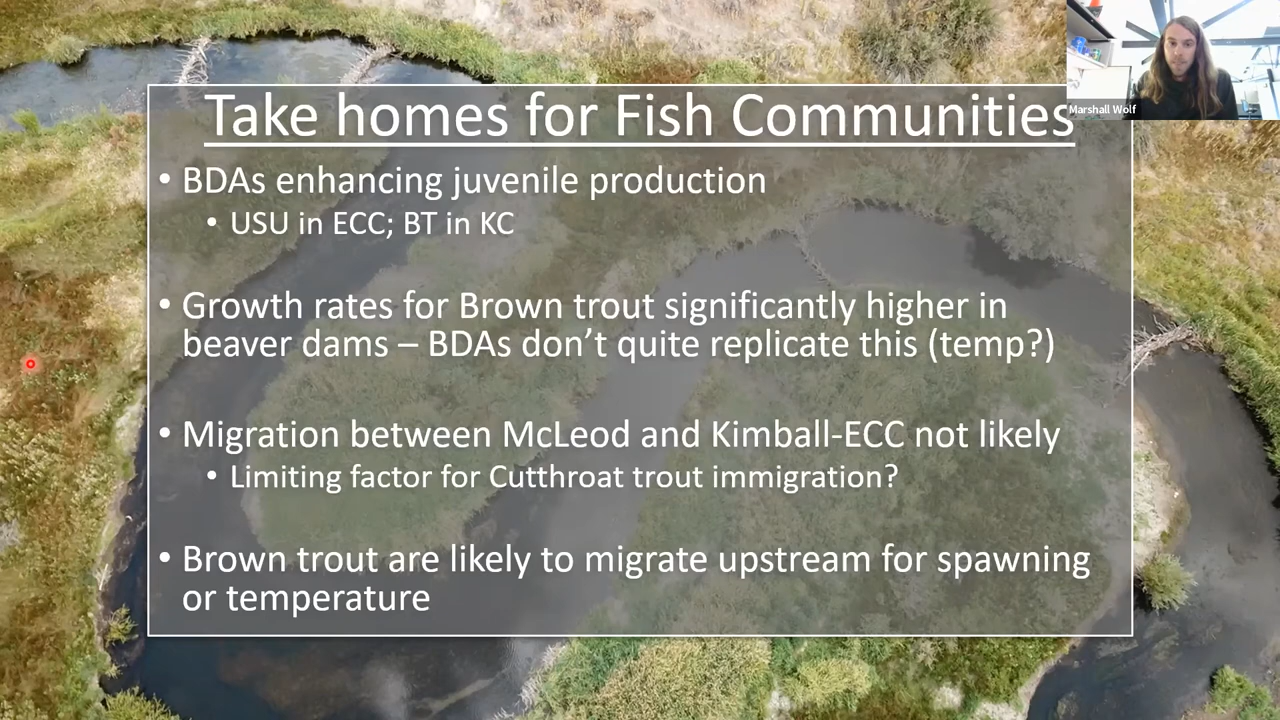 Marshall Wolf
Take homes for Fish Communities
• BDAs enhancing juvenile production
• USU in ECC; BT in KC
• Growth rates for Brown trout significantly higher in
beaver dams – BDAs don’t quite replicate this (temp?)
• Migration between McLeod and Kimball-ECC not likely
• Limiting factor for Cutthroat trout immigration?
• Brown trout are likely to migrate upstream for spawning
or temperature